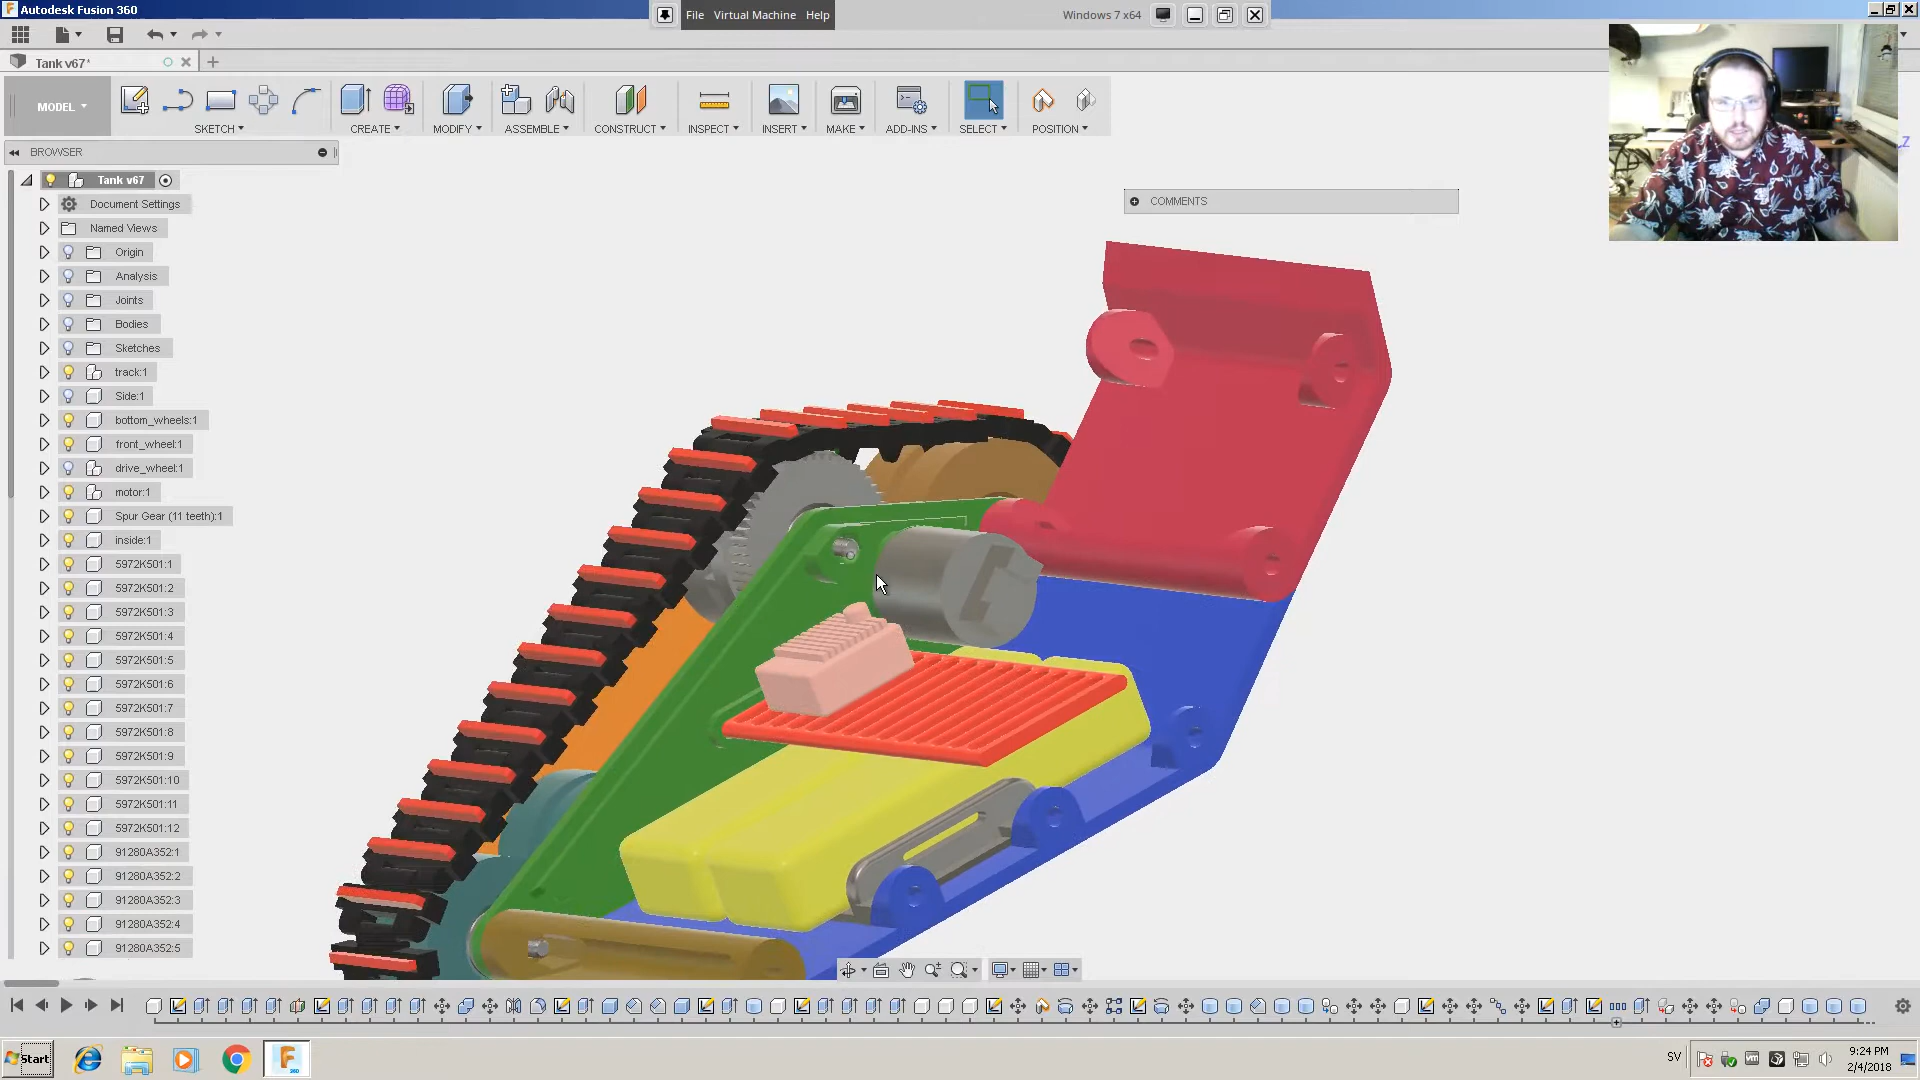 Autodesk Fusion 360
File Virtual Machine Help
Windows 7 x64
Tank v67*
MODEL
SKETCH
CREATE
MODIFY
ASSEMBLE
CONSTRUCT
INSPECT
INSERT
MAKE
ADD-INS
SELECT
POSITION
BROWSER
COMMENTS
Tank v67
Document Settings
Named Views
Origin
Analysis
Joints
Bodies
Sketches
track:1
Side:1
bottom_wheels:1
front_wheel:1
drive_wheel:1
motor:1
Spur Gear (11 teeth):1
inside:1
5972K501:1
5972K501:2
5972K501:3
5972K501:4
5972K501:5
5972K501:6
5972K501:7
5972K501:8
5972K501:9
5972K501:10
5972K501:11
5972K501:12
91280A352:1
91280A352:2
91280A352:3
91280A352:4
91280A352:5
Z
Start
SV
9:24 PM
2/4/2018